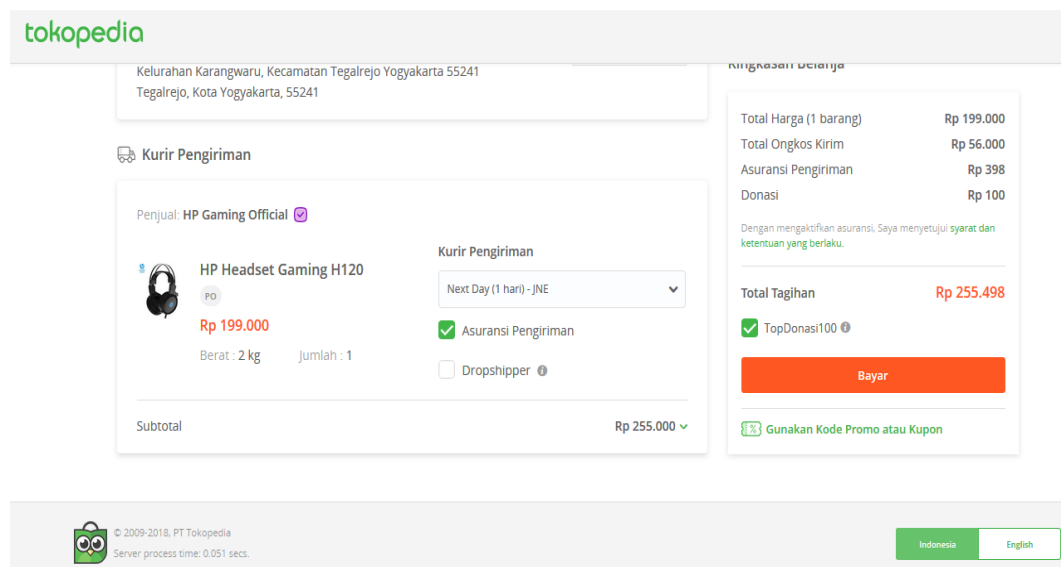 tokopedia
Kelurahan Karangwaru, Kecamatan Tegalrejo Yogyakarta 55241
Tegalrejo, Kota Yogyakarta, 55241
Kurir Pengiriman
Penjual: HP Gaming Official
HP Headset Gaming H120
PO
Rp 199.000
Berat : 2 kg
Jumlah : 1
Kurir Pengiriman
Next Day (1 hari) - JNE
Asuransi Pengiriman
Dropshipper
Subtotal
Rp 255.000
Ringkasan Belanja
Total Harga (1 barang) Rp 199.000
Total Ongkos Kirim Rp 56.000
Asuransi Pengiriman Rp 398
Donasi Rp 100
Dengan mengaktifkan asuransi, Saya menyetujui syarat dan
ketentuan yang berlaku.
Total Tagihan Rp 255.498
TopDonasi100
Bayar
Gunakan Kode Promo atau Kupon
© 2009-2018, PT Tokopedia
Server process time: 0.051 secs.
Indonesia
English